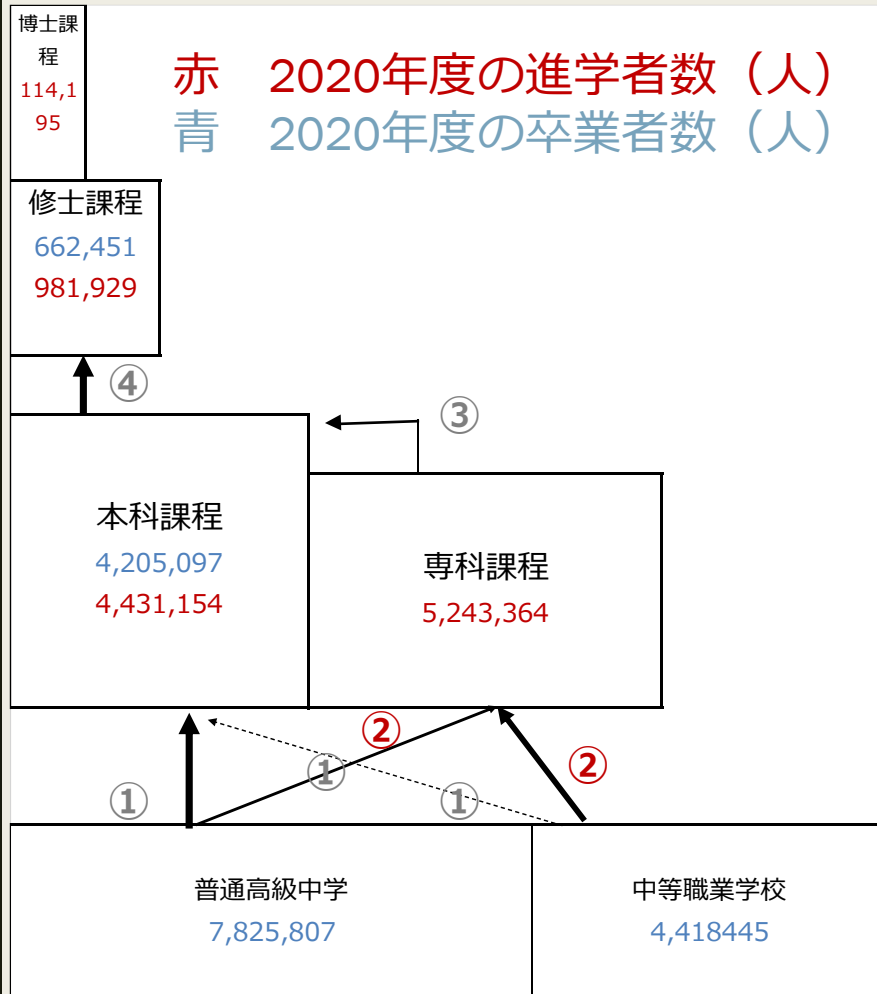 博士課
程
114,1
95
赤　2020年度の進学者数（人）
青　2020年度の卒業者数（人）
修士課程
662,451
981,929
④
③
本科課程
4,205,097
4,431,154
専科課程
5,243,364
②
②
①
①
①
普通高級中学
7,825,807
中等職業学校
4,418445